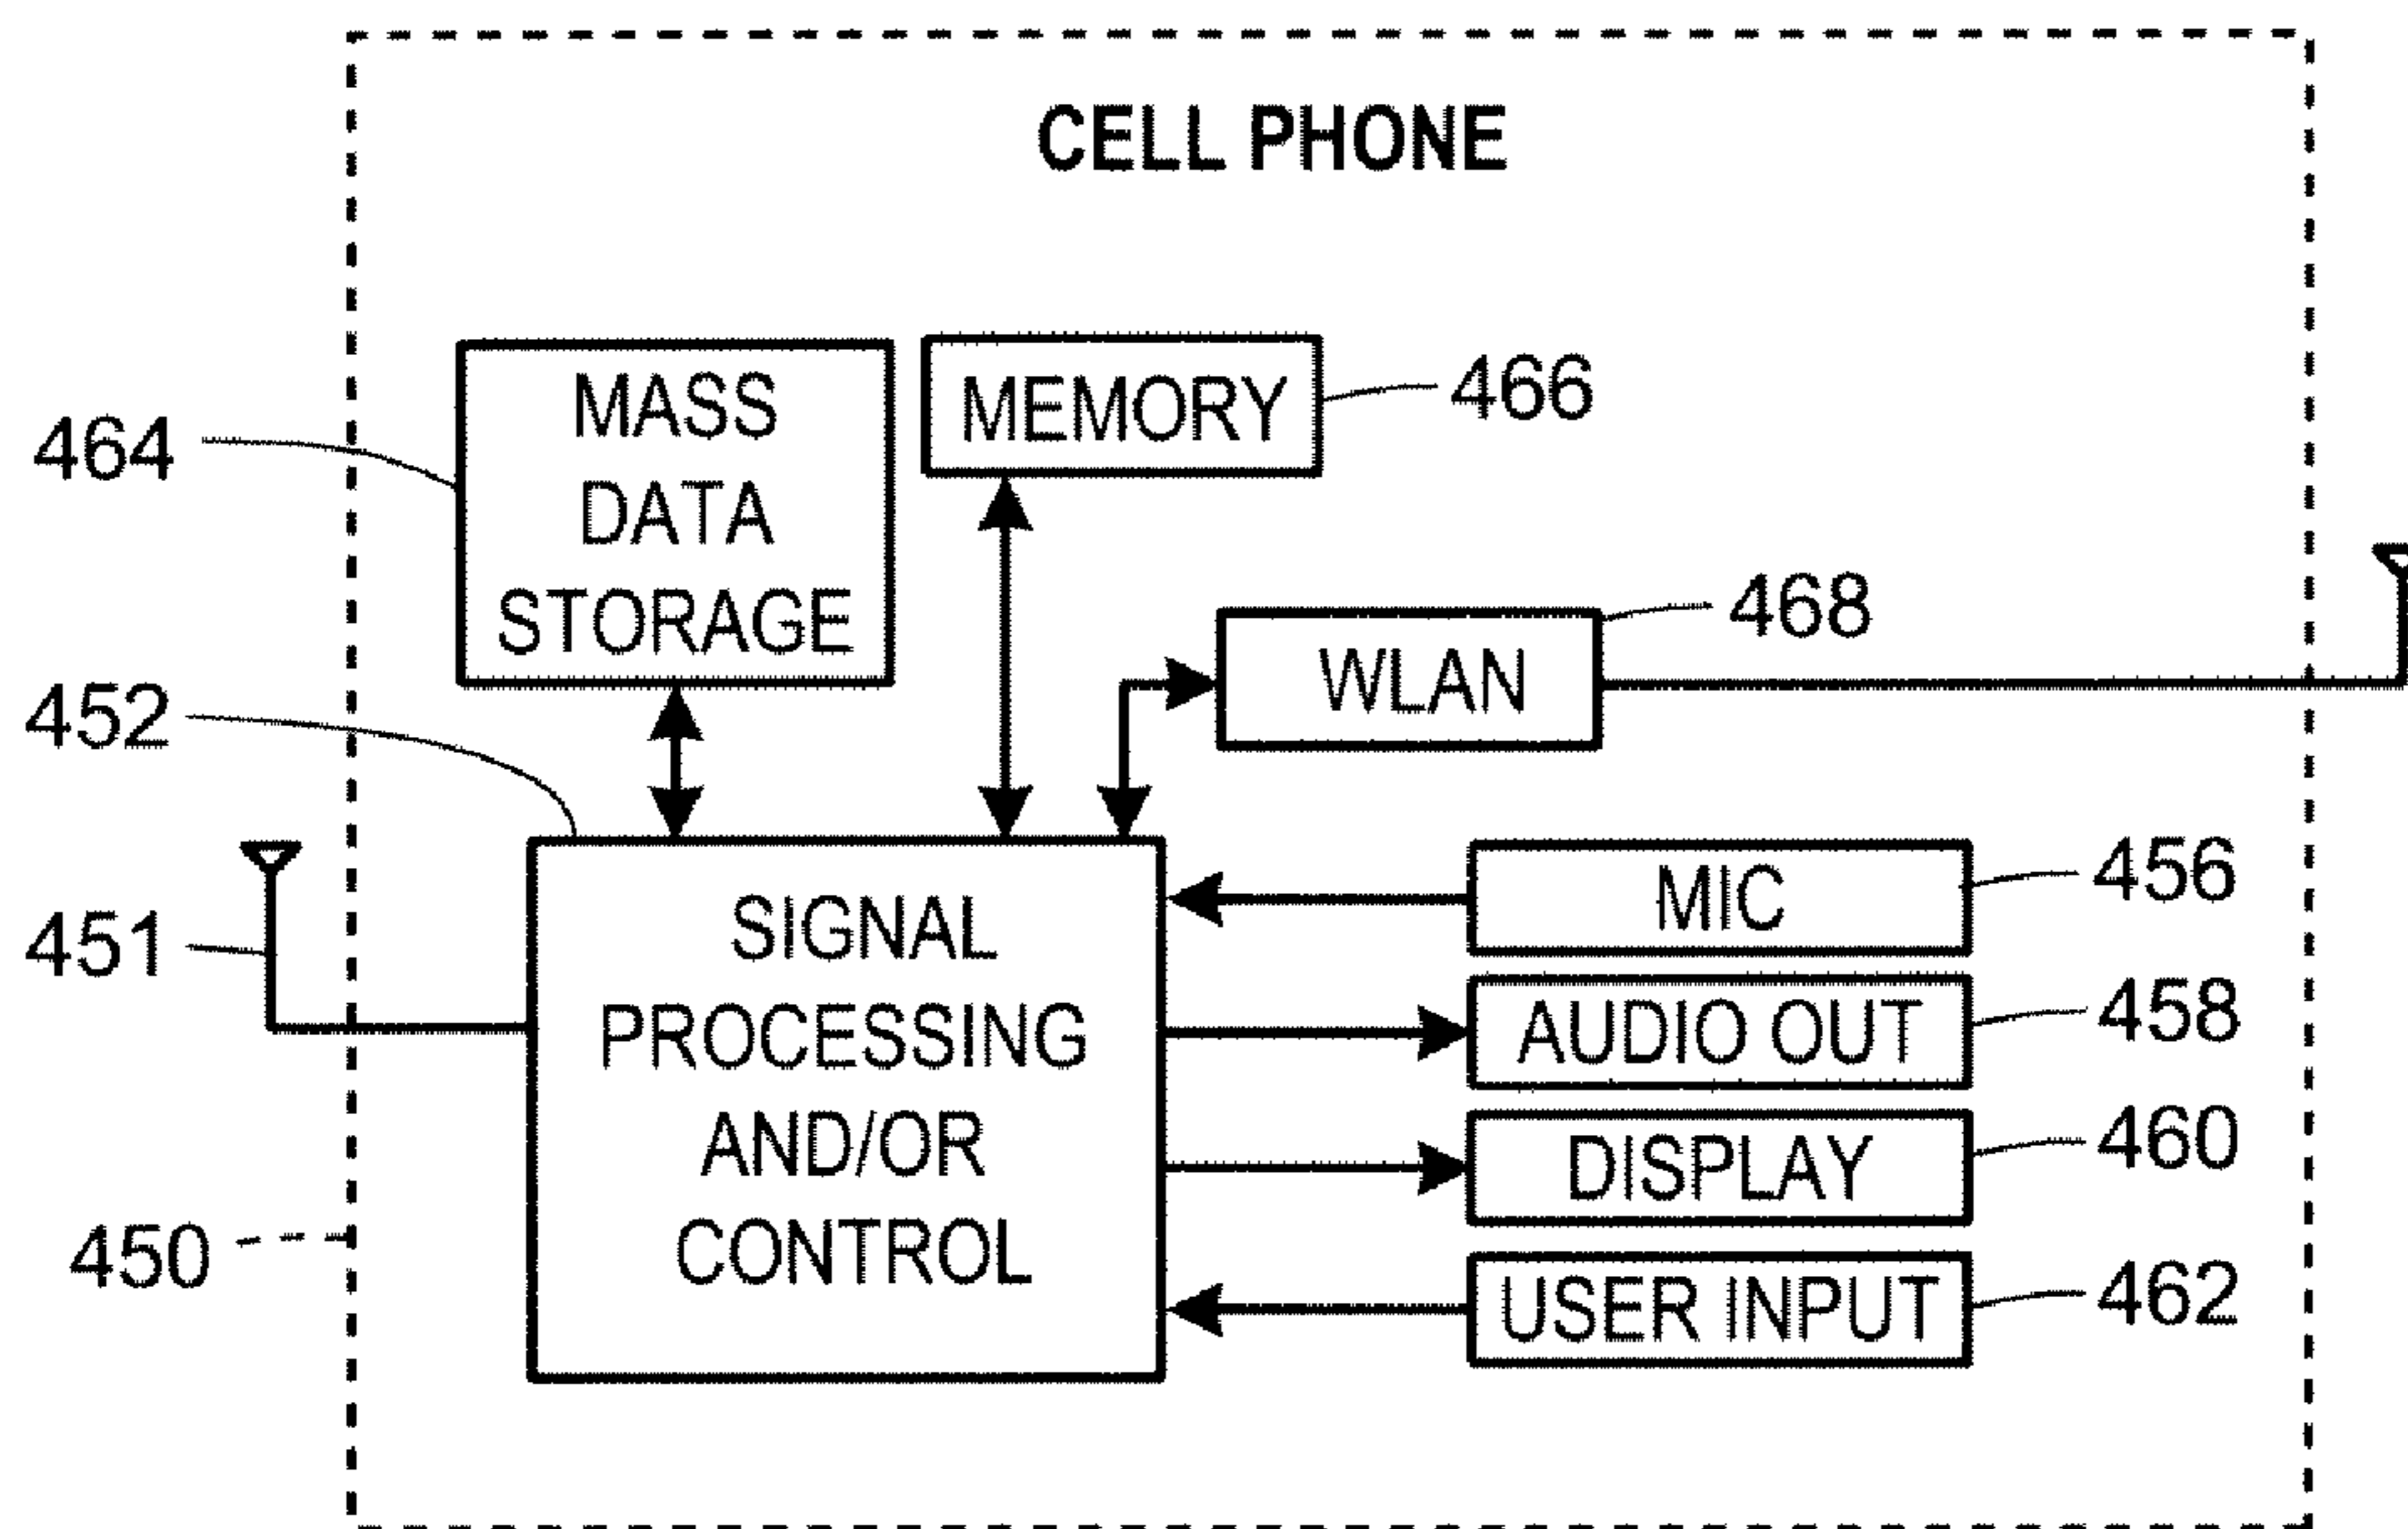 CELL PHONE
464
MASS
DATA
STORAGE
MEMORY
466
468
WLAN
452
451
450
SIGNAL
PROCESSING
AND/OR
CONTROL
MIC
456
AUDIO OUT
458
DISPLAY
460
USER INPUT
462